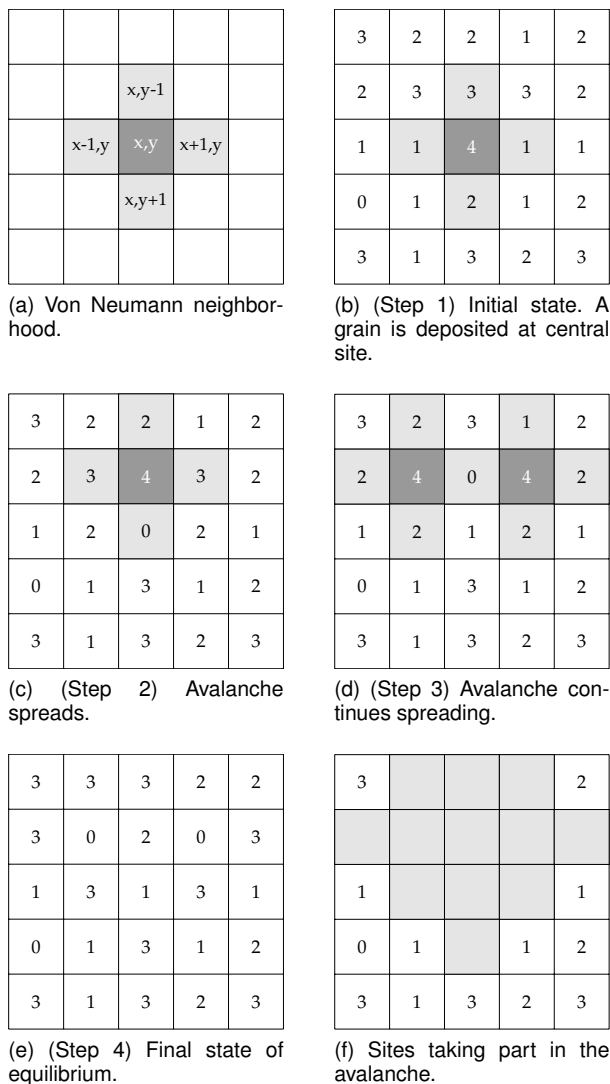 x,y-1
x-1,y x,y x+1,y
x,y+1
(a) Von Neumann neighbor-
hood.
3 2 2 1 2
2 3 3 3 2
1 1 4 1 1
0 1 2 1 2
3 1 3 2 3
(b) (Step 1) Initial state. A
grain is deposited at central
site.
3 2 2 1 2
2 3 4 3 2
1 2 0 2 1
0 1 3 1 2
3 1 3 2 3
(c) (Step 2) Avalanche
spreads.
3 2 3 1 2
2 4 0 4 2
1 2 1 2 1
0 1 3 1 2
3 1 3 2 3
(d) (Step 3) Avalanche con-
tinues spreading.
3 3 3 2 2
3 0 2 0 3
1 3 1 3 1
0 1 3 1 2
3 1 3 2 3
(e) (Step 4) Final state of
equilibrium.
3 2
1 1
0 1 1 2
3 1 3 2 3
(f) Sites taking part in the
avalanche.